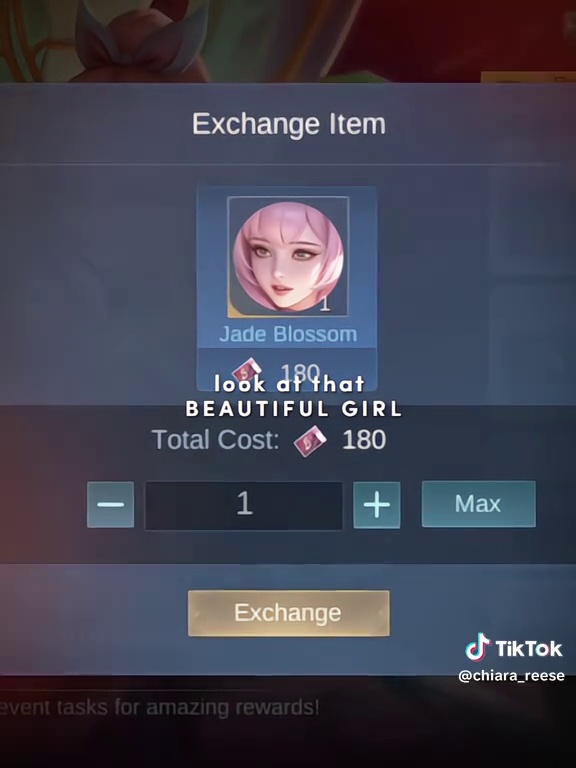 Exchange Item
1
Jade Blossom
180
look at that
BEAUTIFUL GIRL
Total Cost: 180
1
Max
Exchange
TikTok
@chiara_reese
event tasks for amazing rewards!